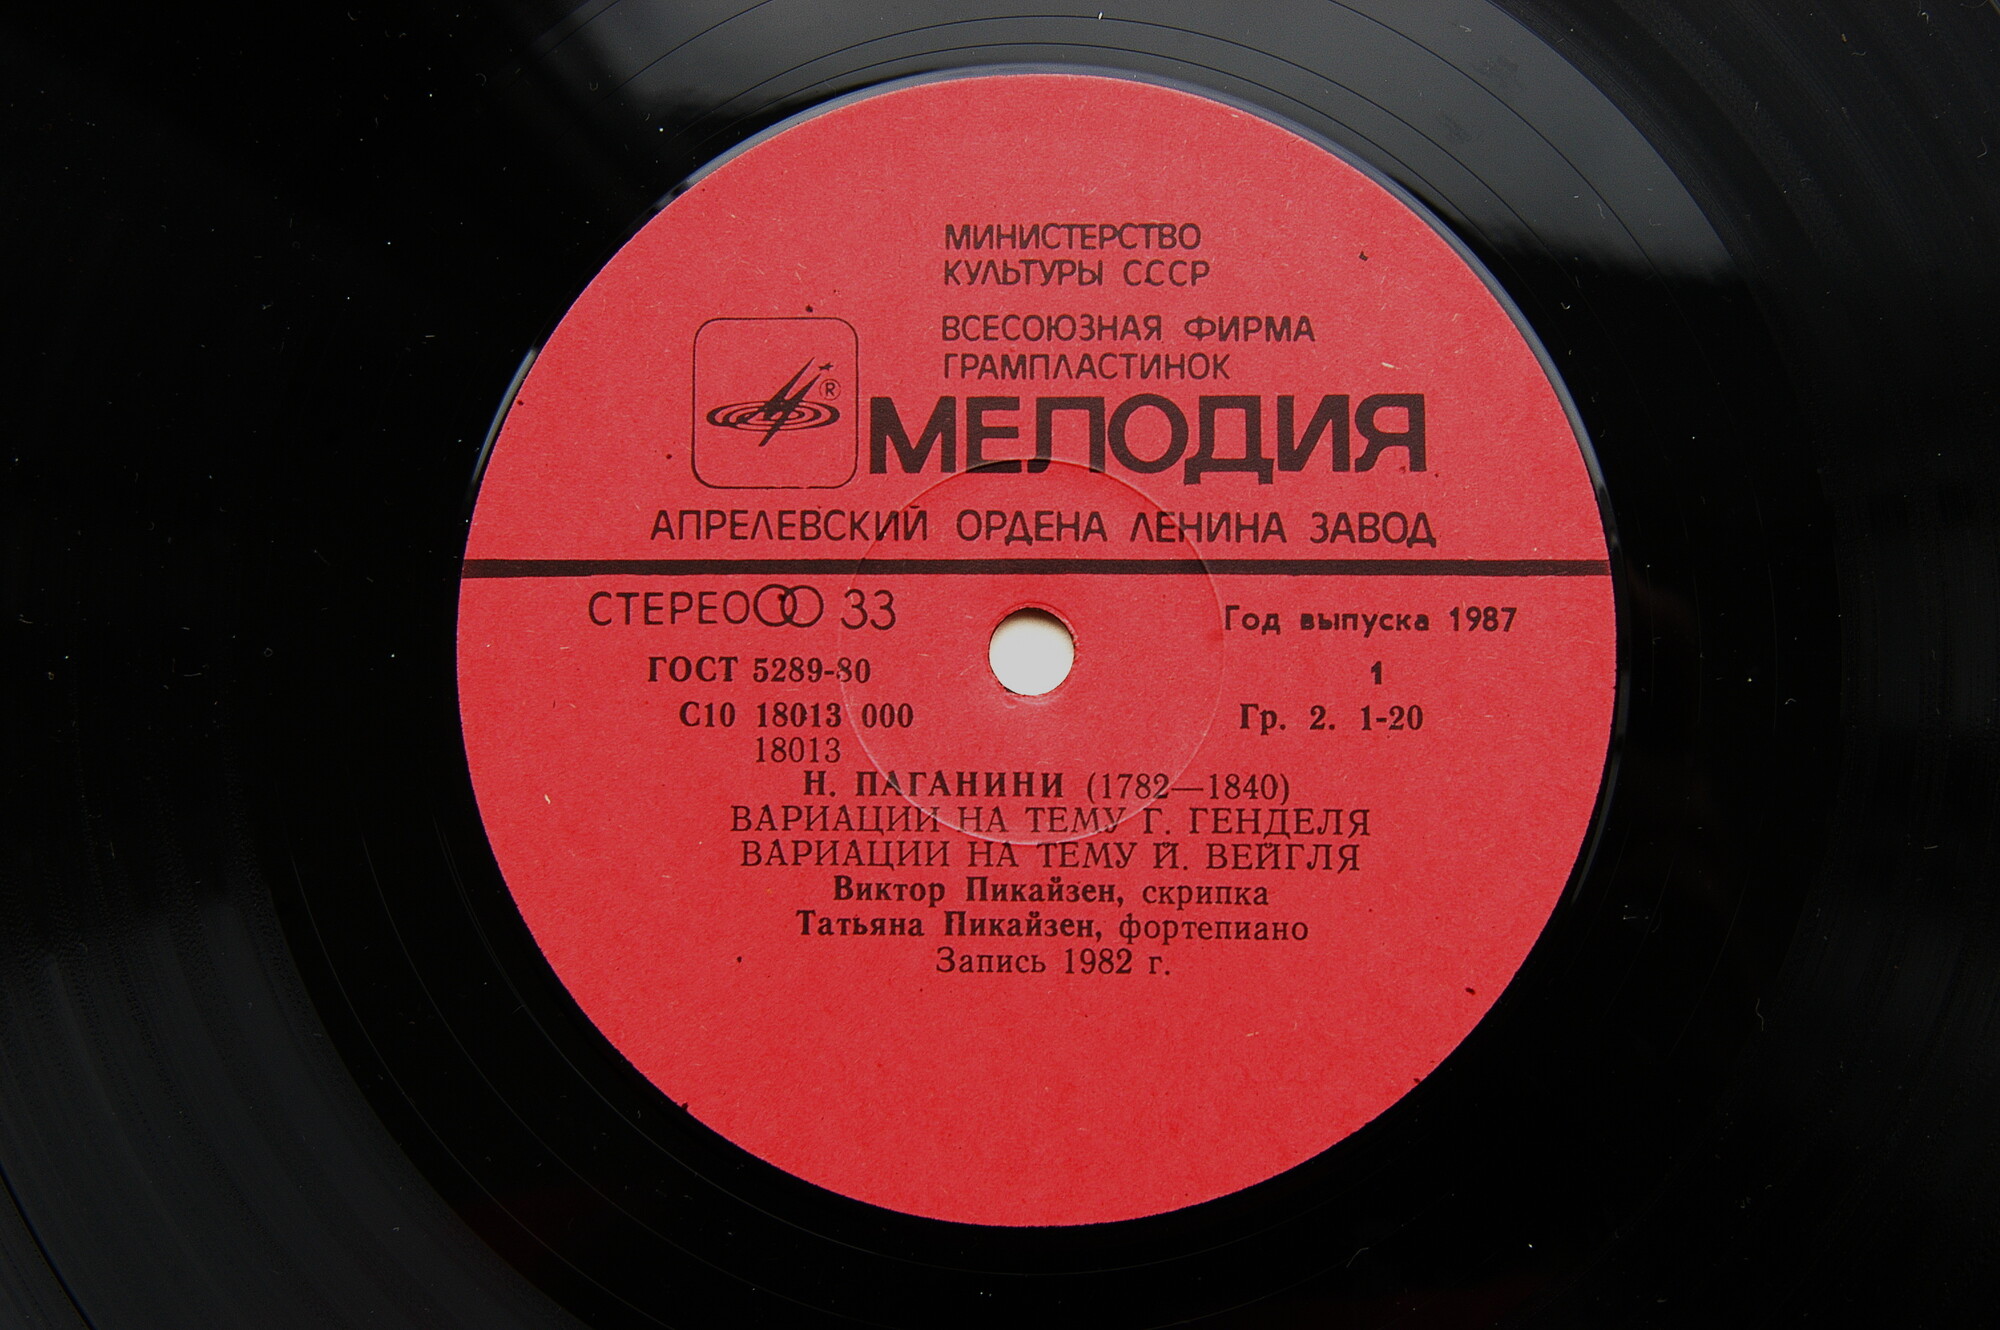 МИНИСТЕРСТВО
КУЛЬТУРЫ СССР
ВСЕСОЮЗНАЯ ФИРМА
ГРАМПЛАСТИНОК
®
МЕЛОДИЯ
АПРЕЛЕВСКИЙ ОРДЕНА ЛЕНИНА ЗАВОД
СТЕРЕО 33
Год выпуска 1987
ГОСТ 5289-80
1
С10 18013 000
Гр. 2. 1-20
18013
Н. ПАГАНИНИ (1782—1840)
ВАРИАЦИИ НА ТЕМУ Г. ГЕНДЕЛЯ
ВАРИАЦИИ НА ТЕМУ Й. ВЕЙГЛЯ
Виктор Пикайзен, скрипка
Татьяна Пикайзен, фортепиано
Запись 1982 г.